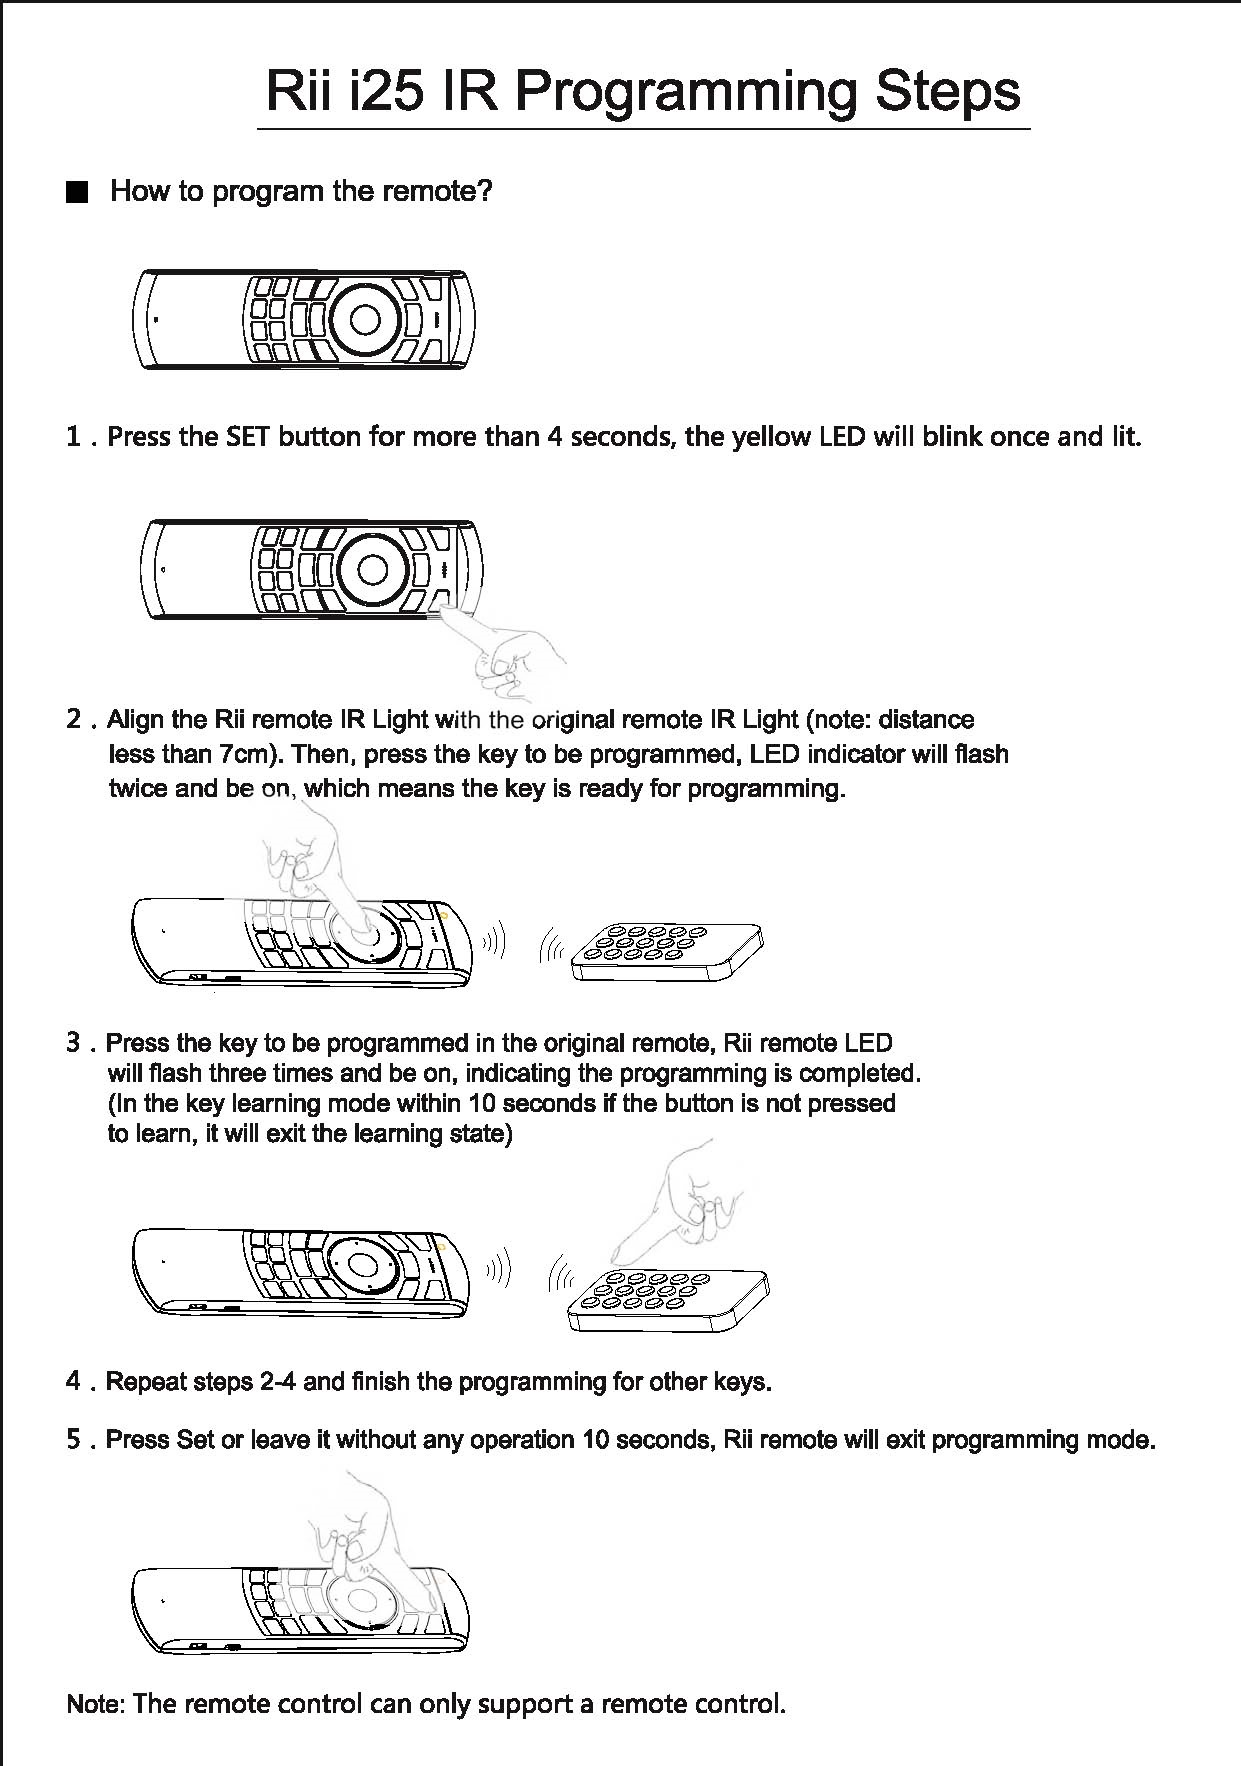 Rii i25 IR Programming Steps
■ How to program the remote?
1 . Press the SET button for more than 4 seconds, the yellow LED will blink once and lit.
2 . Align the Rii remote IR Light with the original remote IR Light (note: distance
less than 7cm). Then, press the key to be programmed, LED indicator will flash
twice and be on, which means the key is ready for programming.
3 . Press the key to be programmed in the original remote, Rii remote LED
will flash three times and be on, indicating the programming is completed.
(In the key learning mode within 10 seconds if the button is not pressed
to learn, it will exit the learning state)
4 . Repeat steps 2-4 and finish the programming for other keys.
5 . Press Set or leave it without any operation 10 seconds, Rii remote will exit programming mode.
Note: The remote control can only support a remote control.